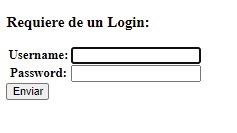 Requiere de un Login:
Username:
Password:
Enviar